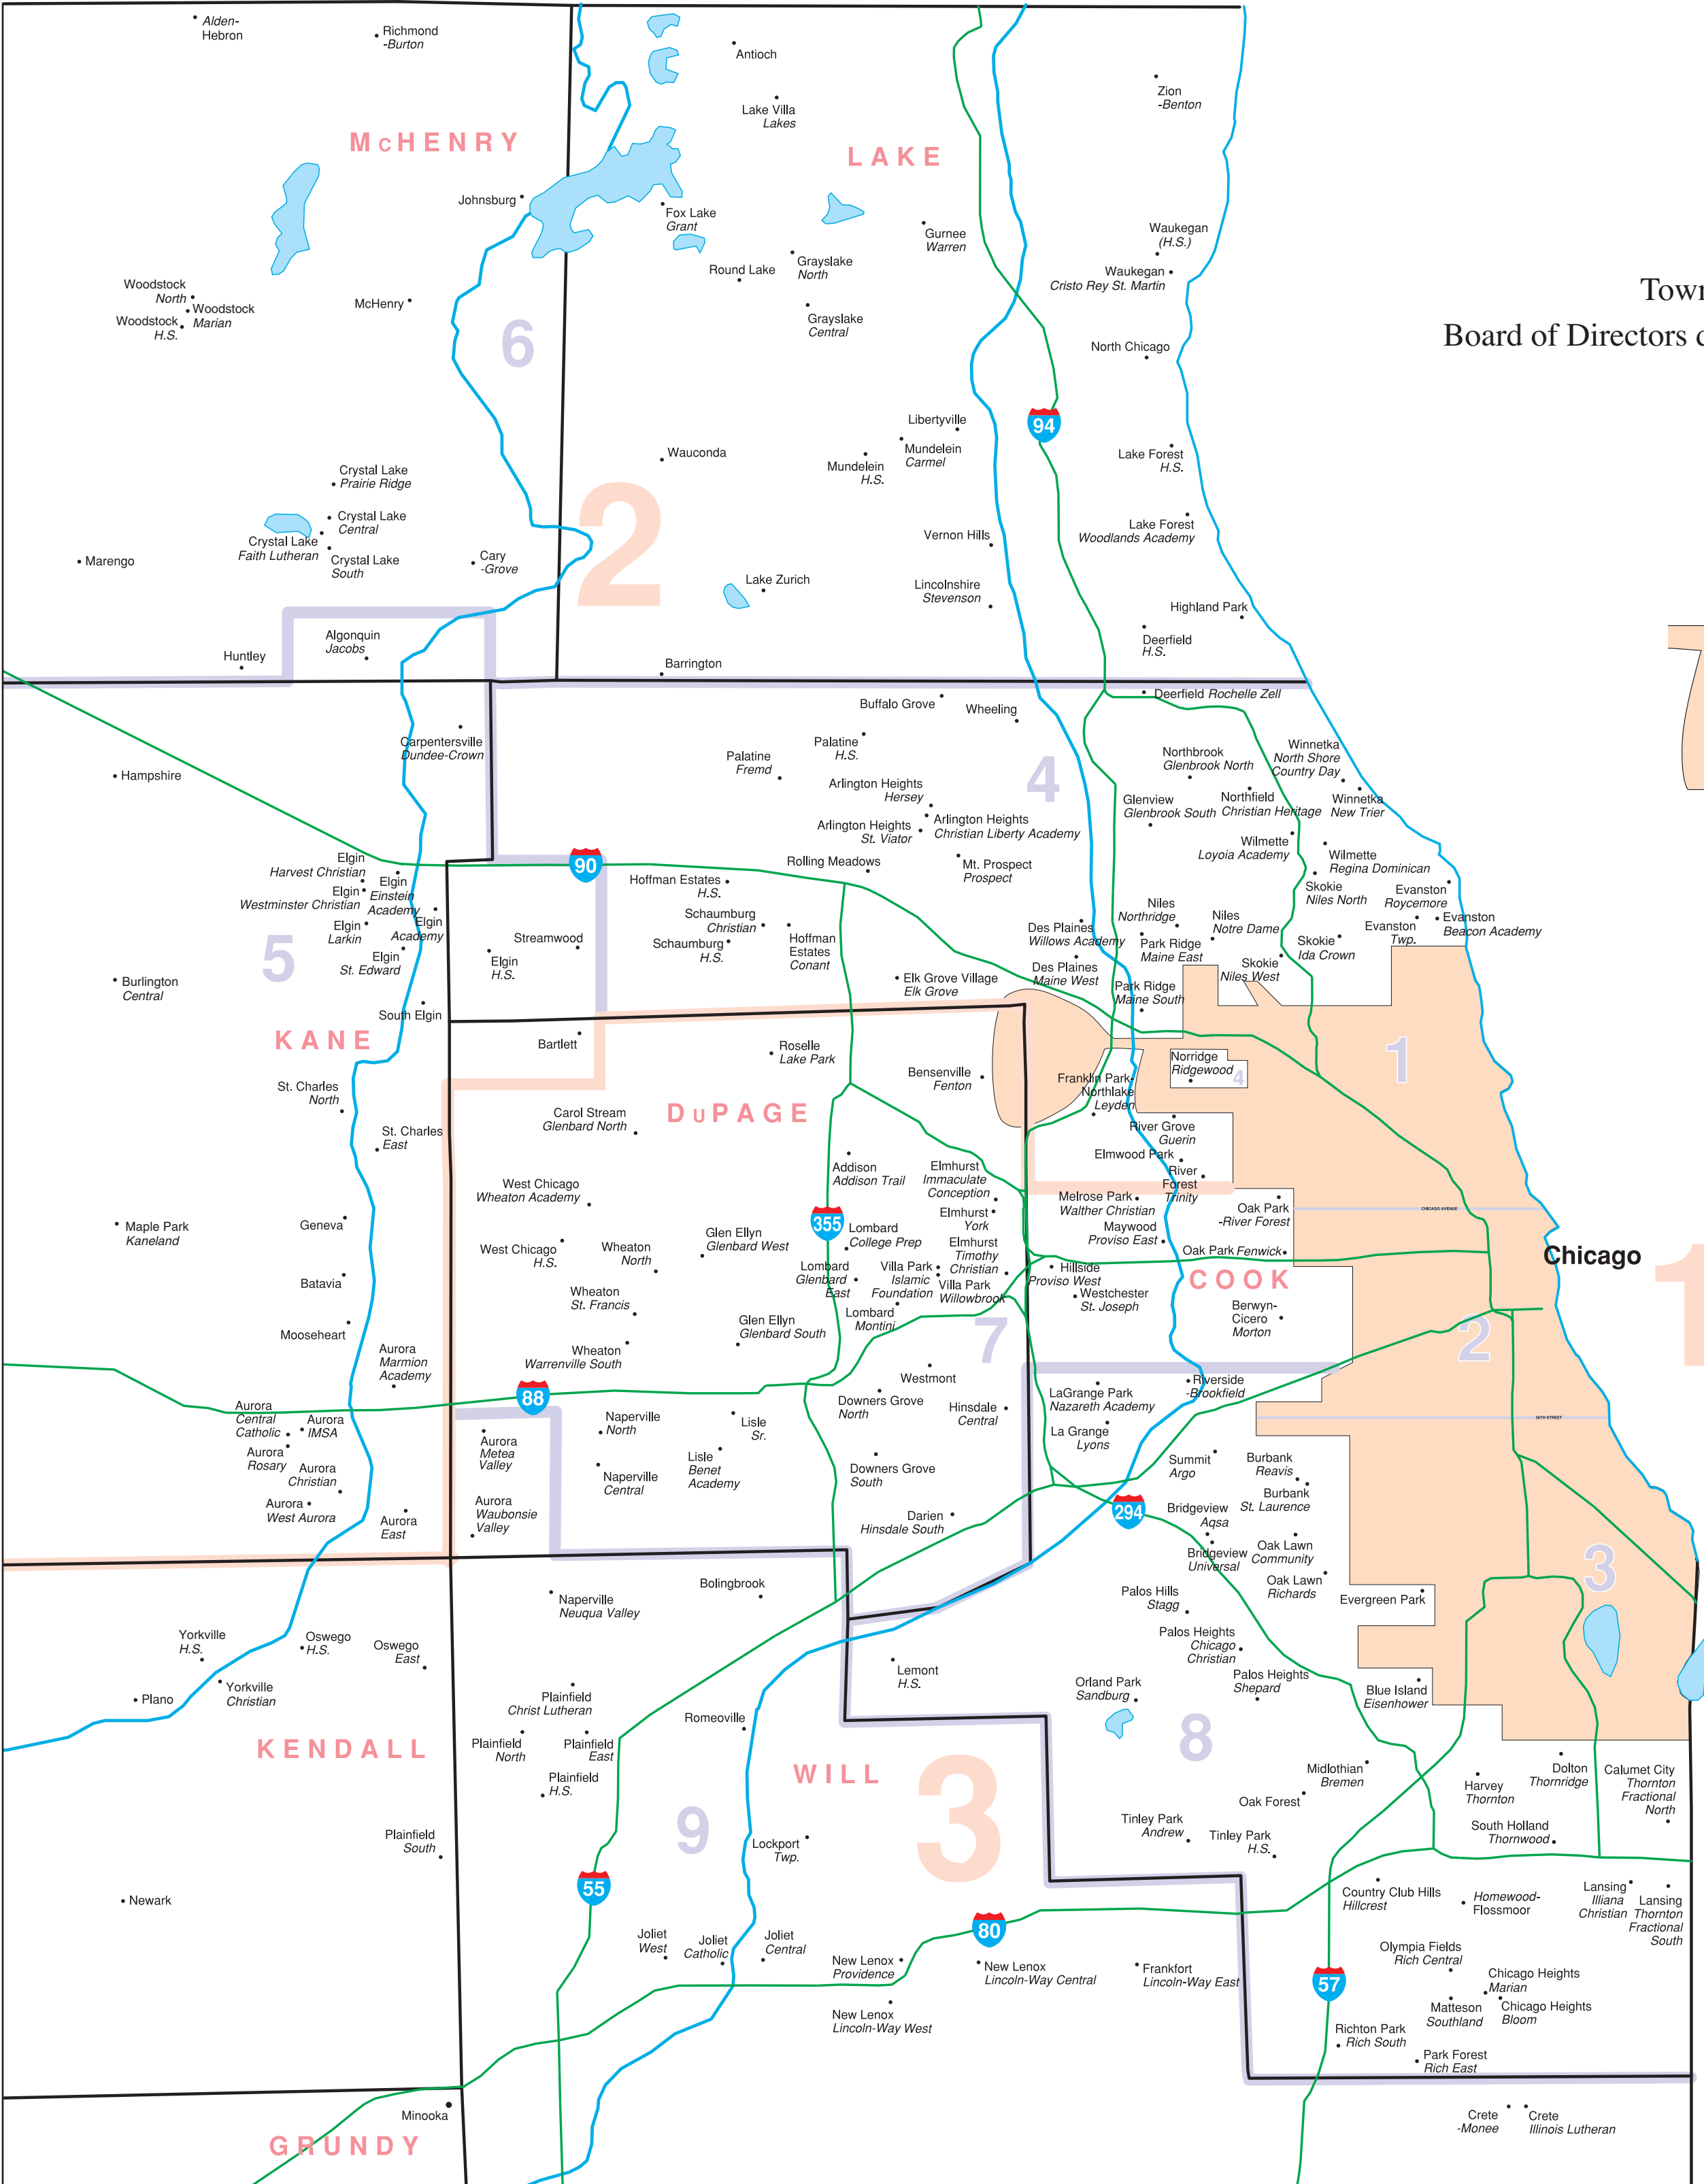 Alden-
Hebron
Richmond
-Burton
Antioch
Zion
-Benton
Lake Villa
Lakes
McHENRY
LAKE
Johnsburg
Fox Lake
Grant
Gurnee
Warren
Waukegan
(H.S.)
Round Lake
Grayslake
North
Waukegan
Cristo Rey St. Martin
Woodstock
North
Woodstock
Marian
Woodstock
H.S.
McHenry
Grayslake
Central
Town
Board of Directors d
6
North Chicago
Libertyville
94
Mundelein
Carmel
Mundelein
H.S.
Wauconda
Lake Forest
H.S.
Crystal Lake
Prairie Ridge
2
Crystal Lake
Central
Crystal Lake
Faith Lutheran
Crystal Lake
South
Lake Forest
Woodlands Academy
Vernon Hills
Marengo
Cary
-Grove
Lake Zurich
Lincolnshire
Stevenson
Highland Park
Algonquin
Jacobs
Deerfield
H.S.
Huntley
Barrington
7
Deerfield Rochelle Zell
Buffalo Grove
Wheeling
Carpentersville
Dundee-Crown
Palatine
H.S.
Palatine
Fremd
4
Northbrook
Glenbrook North
Winnetka
North Shore
Country Day
Hampshire
Arlington Heights
Hersey
Glenview
Glenbrook South
Northfield
Christian Heritage
Winnetka
New Trier
Arlington Heights
St. Viator
Arlington Heights
Christian Liberty Academy
Wilmette
Loyoia Academy
Wilmette
Regina Dominican
Elgin
Harvest Christian
90
Rolling Meadows
Mt. Prospect
Prospect
Elgin
Westminster Christian
Elgin
Einstein
Academy
Hoffman Estates
H.S.
Skokie
Niles North
Evanston
Roycemore
Elgin
Larkin
Elgin
Academy
Schaumburg
Christian
Niles
Northridge
Niles
Notre Dame
Evanston
Twp.
Evanston
Beacon Academy
5
Elgin
St. Edward
Streamwood
Schaumburg
H.S.
Hoffman
Estates
Conant
Des Plaines
Willows Academy
Park Ridge
Maine East
Skokie
Ida Crown
Elgin
H.S.
Des Plaines
Maine West
Skokie
Niles West
Burlington
Central
Elk Grove Village
Elk Grove
Park Ridge
Maine South
South Elgin
KANE
Bartlett
Roselle
Lake Park
1
Norridge
Ridgewood
4
Bensenville
Fenton
Franklin Park-
Northlake
Leyden
St. Charles
North
Carol Stream
Glenbard North
DuPAGE
St. Charles
East
River Grove
Guerin
Elmwood Park
Addison
Addison Trail
Elmhurst
Immaculate
Conception
River
Forest
Trinity
West Chicago
Wheaton Academy
Melrose Park
Walther Christian
Oak Park
-River Forest
CHICAGO AVENUE
Maple Park
Kaneland
Geneva
355
Elmhurst
York
Maywood
Proviso East
Lombard
College Prep
Glen Ellyn
Glenbard West
Elmhurst
Timothy
Christian
Oak Park Fenwick
Chicago
West Chicago
H.S.
Wheaton
North
Lombard
Glenbard
East
Villa Park
Islamic
Foundation
Villa Park
Willowbrook
Hillside
Proviso West
COOK
1
Batavia
Wheaton
St. Francis
Westchester
St. Joseph
Berwyn-
Cicero
Morton
Mooseheart
Glen Ellyn
Glenbard South
Lombard
Montini
7
2
Aurora
Marmion
Academy
Wheaton
Warrenville South
Westmont
Riverside
-Brookfield
88
Downers Grove
North
LaGrange Park
Nazareth Academy
Aurora
Central
Catholic
Aurora
IMSA
Naperville
North
Lisle
Sr.
Hinsdale
Central
La Grange
Lyons
Aurora
Rosary
Aurora
Metea
Valley
Lisle
Benet
Academy
Summit
Argo
Burbank
Reavis
Aurora
Christian
Naperville
Central
Downers Grove
South
Burbank
St. Laurence
Aurora
West Aurora
Aurora
East
Aurora
Waubonsie
Valley
Darien
Hinsdale South
294
Bridgeview
Aqsa
Bridgeview
Universal
Oak Lawn
Community
Oak Lawn
Richards
3
Naperville
Neuqua Valley
Bolingbrook
Palos Hills
Stagg
Evergreen Park
Yorkville
H.S.
Oswego
H.S.
Oswego
East
Palos Heights
Chicago
Christian
Lemont
H.S.
Orland Park
Sandburg
Palos Heights
Shepard
Blue Island
Eisenhower
Plano
Yorkville
Christian
Plainfield
Christ Lutheran
Romeoville
KENDALL
Plainfield
North
Plainfield
East
8
WILL
3
Plainfield
H.S.
Midlothian
Bremen
Harvey
Thornton
Dolton
Thornridge
Calumet City
Thornton
Fractional
North
Oak Forest
9
Plainfield
South
Lockport
Twp.
Tinley Park
Andrew
Tinley Park
H.S.
South Holland
Thornwood
55
Newark
Country Club Hills
Hillcrest
Homewood-
Flossmoor
Lansing
Illiana
Christian
Lansing
Thornton
Fractional
South
80
Joliet
West
Joliet
Catholic
Joliet
Central
New Lenox
Providence
New Lenox
Lincoln-Way Central
Frankfort
Lincoln-Way East
Olympia Fields
Rich Central
57
Chicago Heights
Marian
New Lenox
Lincoln-Way West
Matteson
Southland
Chicago Heights
Bloom
Richton Park
Rich South
Park Forest
Rich East
Minooka
Crete
-Monee
Crete
Illinois Lutheran
GRUNDY